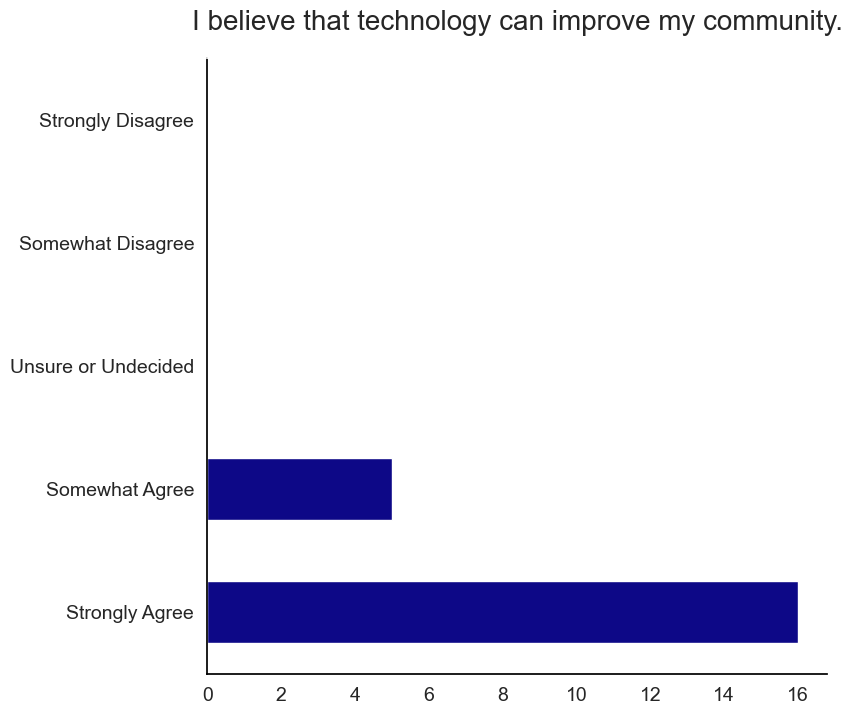 I believe that technology can improve my community.
Strongly Disagree
Somewhat Disagree
Unsure or Undecided
Somewhat Agree
Strongly Agree
0 2 4 6 8 10 12 14 16